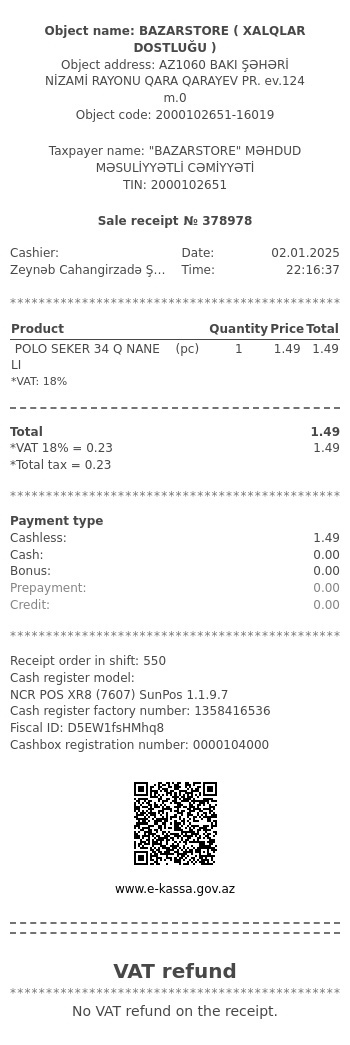 Object name: BAZARSTORE ( XALQLAR
DOSTLUĞU )
Object address: AZ1060 BAKI ŞƏHƏRİ
NİZAMİ RAYONU QARA QARAYEV PR. ev.124
m.0
Object code: 2000102651-16019
Taxpayer name: "BAZARSTORE" MƏHDUD
MƏSULİYYƏTLİ CƏMİYYƏTİ
TIN: 2000102651
Sale receipt № 378978
Cashier: Date: 02.01.2025
Zeynəb Cahangirzadə Ş... Time: 22:16:37
********************************************
Product Quantity Price Total
POLO SEKER 34 Q NANE (pc) 1 1.49 1.49
LI
*VAT: 18%
Total 1.49
*VAT 18% = 0.23 1.49
*Total tax = 0.23
********************************************
Payment type
Cashless: 1.49
Cash: 0.00
Bonus: 0.00
Prepayment: 0.00
Credit: 0.00
********************************************
Receipt order in shift: 550
Cash register model:
NCR POS XR8 (7607) SunPos 1.1.9.7
Cash register factory number: 1358416536
Fiscal ID: D5EW1fsHMhq8
Cashbox registration number: 0000104000
www.e-kassa.gov.az
VAT refund
********************************************
No VAT refund on the receipt.